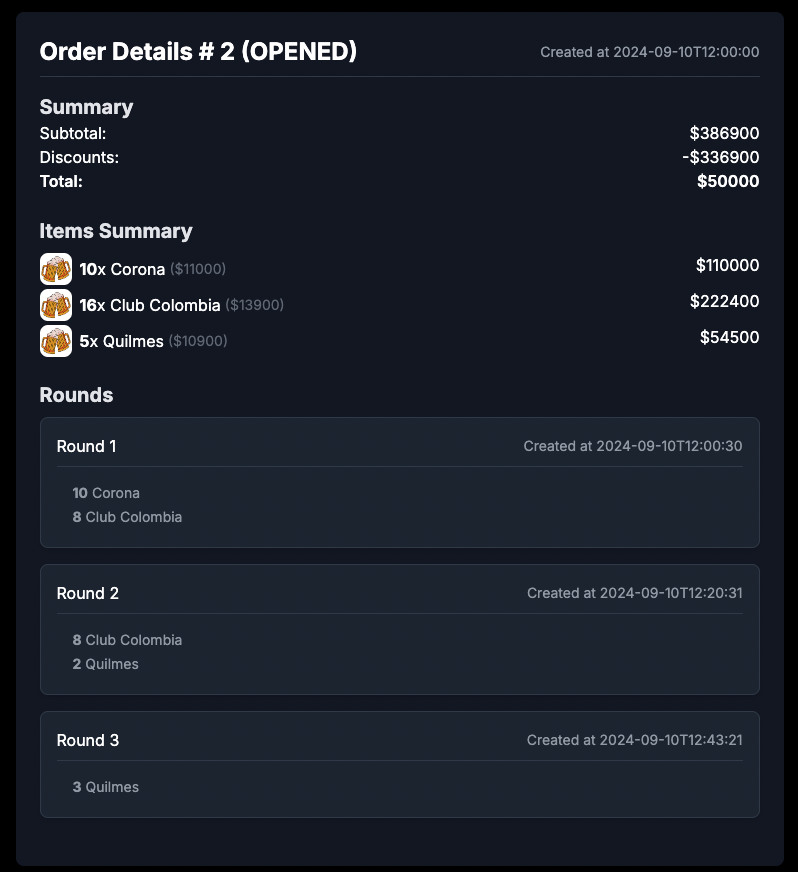 Order Details # 2 (OPENED) Created at 2024-09-10T12:00:00
Summary
Subtotal: $386900
Discounts: -$336900
Total: $50000
Items Summary
10x Corona ($11000) $110000
16x Club Colombia ($13900) $222400
5x Quilmes ($10900) $54500
Rounds
Round 1 Created at 2024-09-10T12:00:30
10 Corona
8 Club Colombia
Round 2 Created at 2024-09-10T12:20:31
8 Club Colombia
2 Quilmes
Round 3 Created at 2024-09-10T12:43:21
3 Quilmes